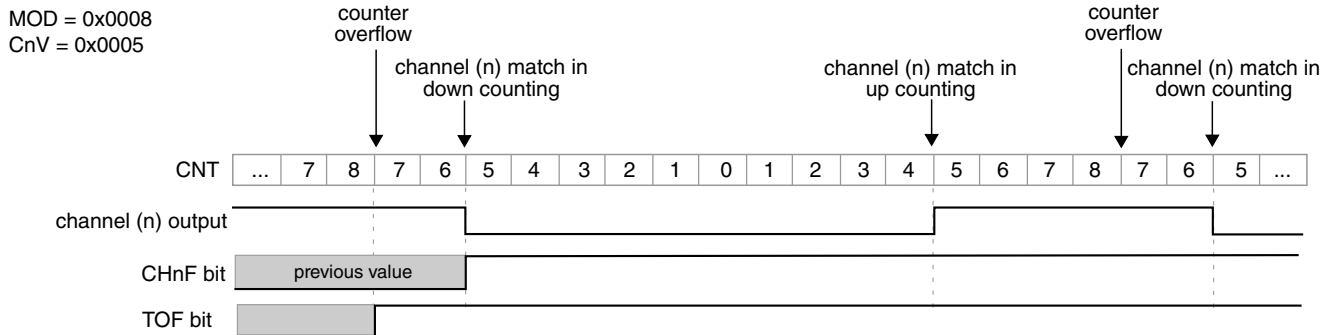 MOD = 0x0008
CnV = 0x0005
counter
overflow
channel (n) match in
down counting
channel (n) match in
up counting
counter
overflow
channel (n) match in
down counting
CNT ... 7 8 7 6 5 4 3 2 1 0 1 2 3 4 5 6 7 8 7 6 5 ...
channel (n) output
CHnF bit previous value
TOF bit